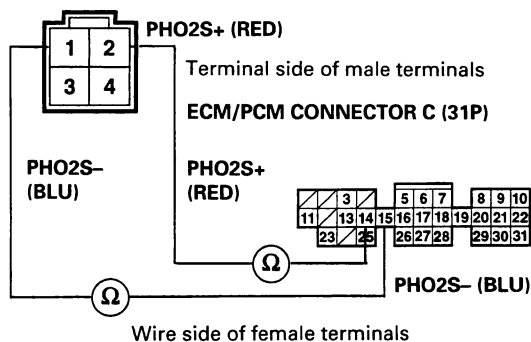 PHO2S+ (RED)
1 2
3 4
Terminal side of male terminals
ECM/PCM CONNECTOR C (31P)
PHO2S–
(BLU)
PHO2S+
(RED)
3 5 6 7 8 9 10
11 13 14 15 16 17 18 19 20 21 22
23 25 26 27 28 29 30 31
Ω
PHO2S– (BLU)
Ω
Wire side of female terminals